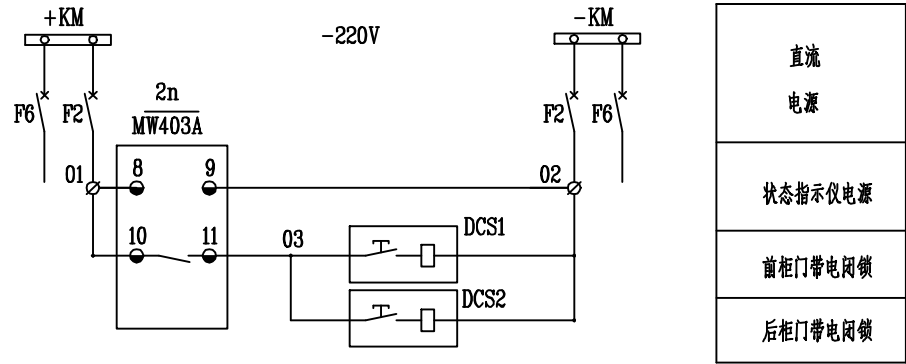 +KM
-220V
-KM
F6
F2
2n
MW403A
F2
F6
01
8
9
02
10
11
03
DCS1
DCS2
直流
电源
状态指示仪电源
前柜门带电闭锁
后柜门带电闭锁